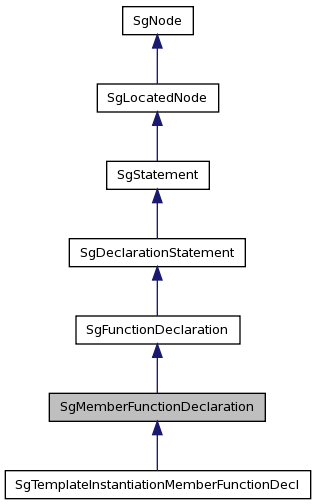 SgNode
SgLocatedNode
SgStatement
SgDeclarationStatement
SgFunctionDeclaration
SgMemberFunctionDeclaration
SgTemplateInstantiationMemberFunctionDecl